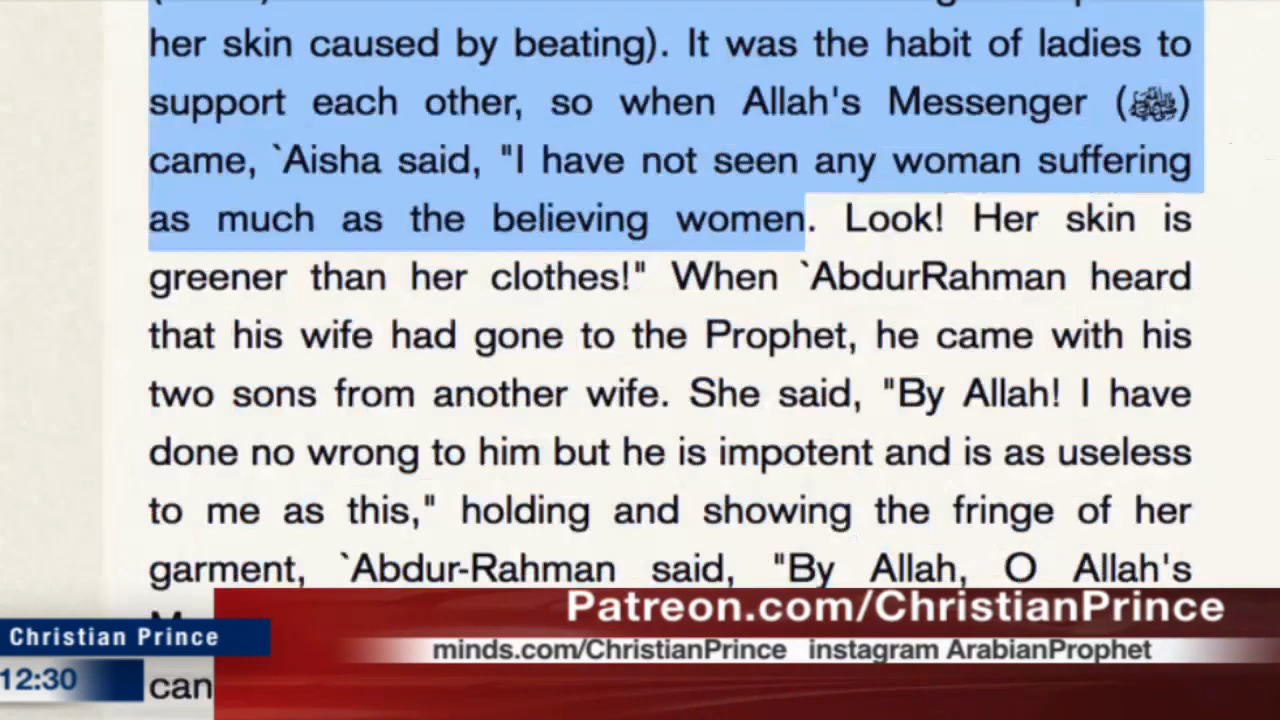 her skin caused by beating). It was the habit of ladies to
support each other, so when Allah's Messenger (ﷺ)
came, `Aisha said, "I have not seen any woman suffering
as much as the believing women. Look! Her skin is
greener than her clothes!" When `AbdurRahman heard
that his wife had gone to the Prophet, he came with his
two sons from another wife. She said, "By Allah! I have
done no wrong to him but he is impotent and is as useless
to me as this," holding and showing the fringe of her
garment, `Abdur-Rahman said, "By Allah, O Allah's
can
Patreon.com/ChristianPrince
Christian Prince
minds.com/ChristianPrince instagram ArabianProphet
12:30